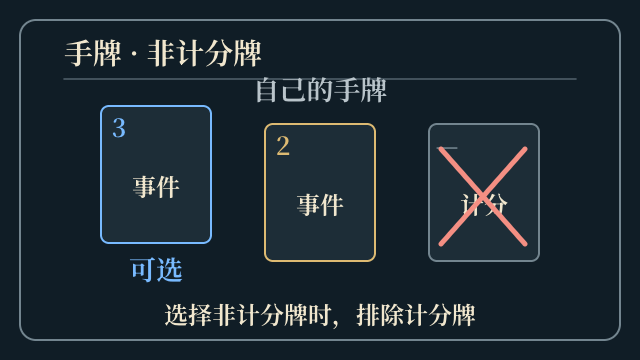 手牌 · 非计分牌
自己的手牌
3
事件
可选
2
事件
—
计分
选择非计分牌时，排除计分牌